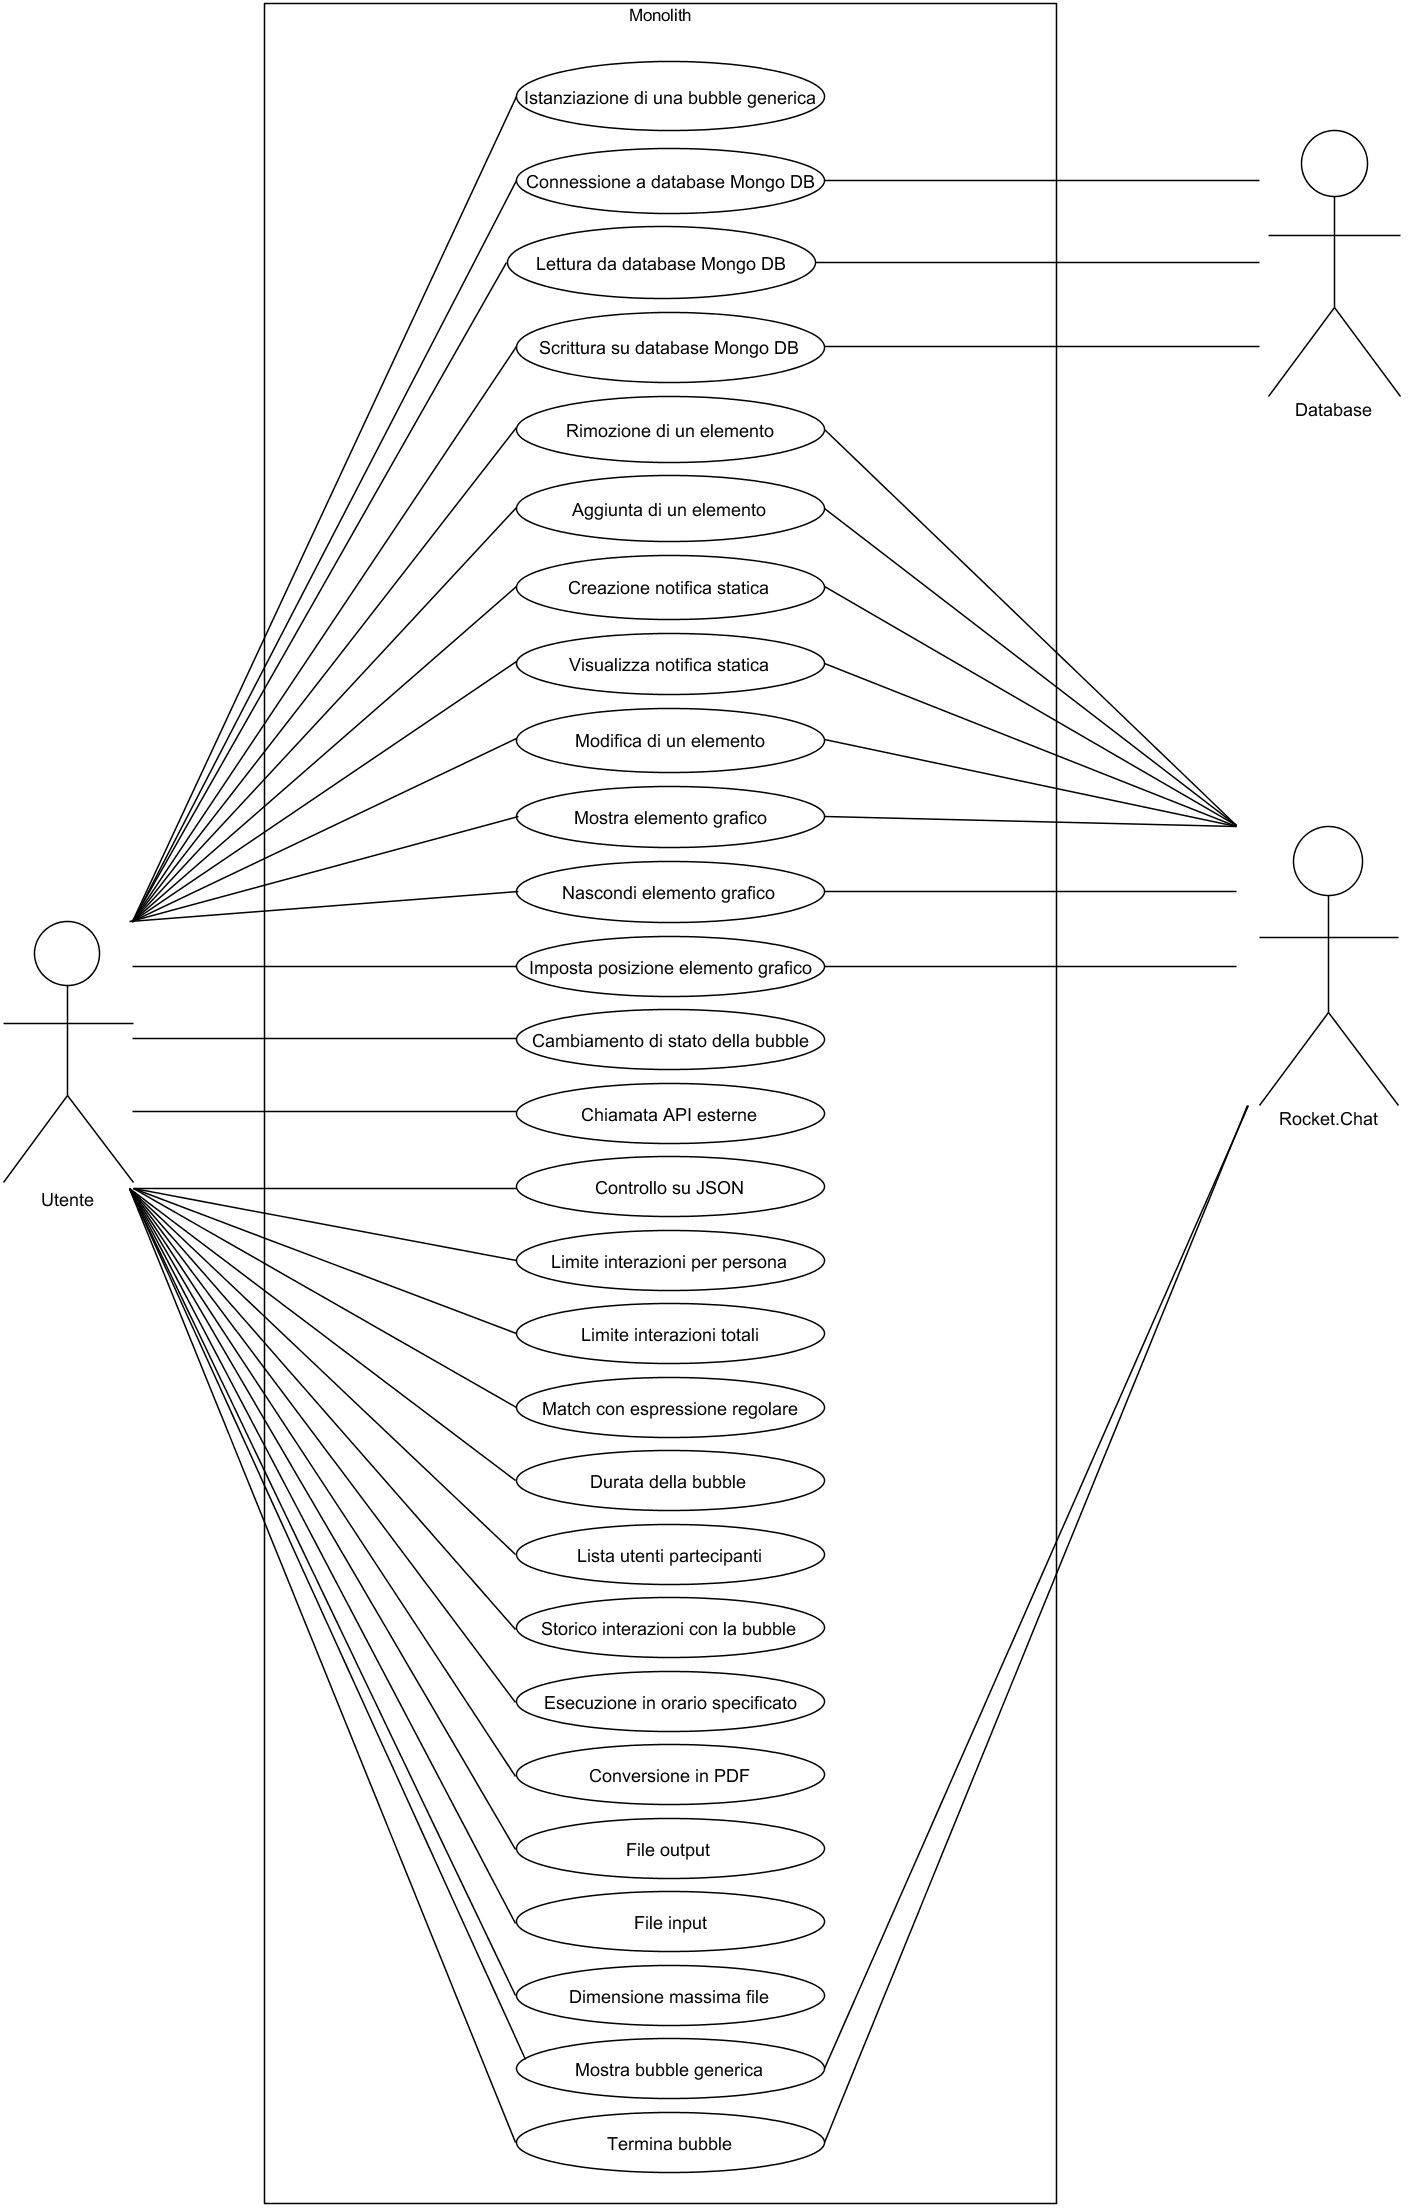 Monolith
Istanziazione di una bubble generica
Connessione a database Mongo DB
Lettura da database Mongo DB
Scrittura su database Mongo DB
Database
Rimozione di un elemento
Aggiunta di un elemento
Creazione notifica statica
Visualizza notifica statica
Modifica di un elemento
Mostra elemento grafico
Nascondi elemento grafico
Imposta posizione elemento grafico
Cambiamento di stato della bubble
Chiamata API esterne
Rocket.Chat
Controllo su JSON
Utente
Limite interazioni per persona
Limite interazioni totali
Match con espressione regolare
Durata della bubble
Lista utenti partecipanti
Storico interazioni con la bubble
Esecuzione in orario specificato
Conversione in PDF
File output
File input
Dimensione massima file
Mostra bubble generica
Termina bubble